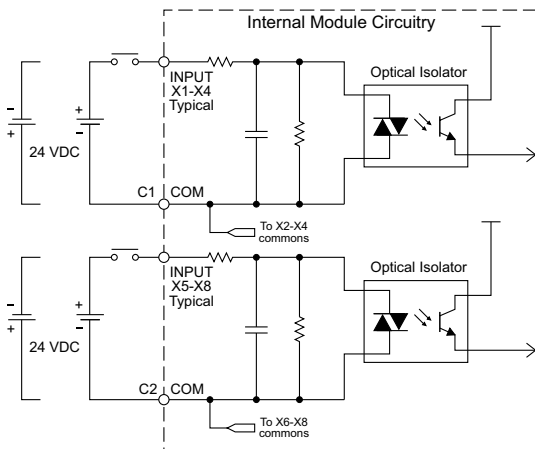 Internal Module Circuitry
INPUT
X1-X4
Typical
Optical Isolator
-
+
+
-
24 VDC
C1 COM
To X2-X4
commons
INPUT
X5-X8
Typical
Optical Isolator
-
+
+
-
24 VDC
C2 COM
To X6-X8
commons